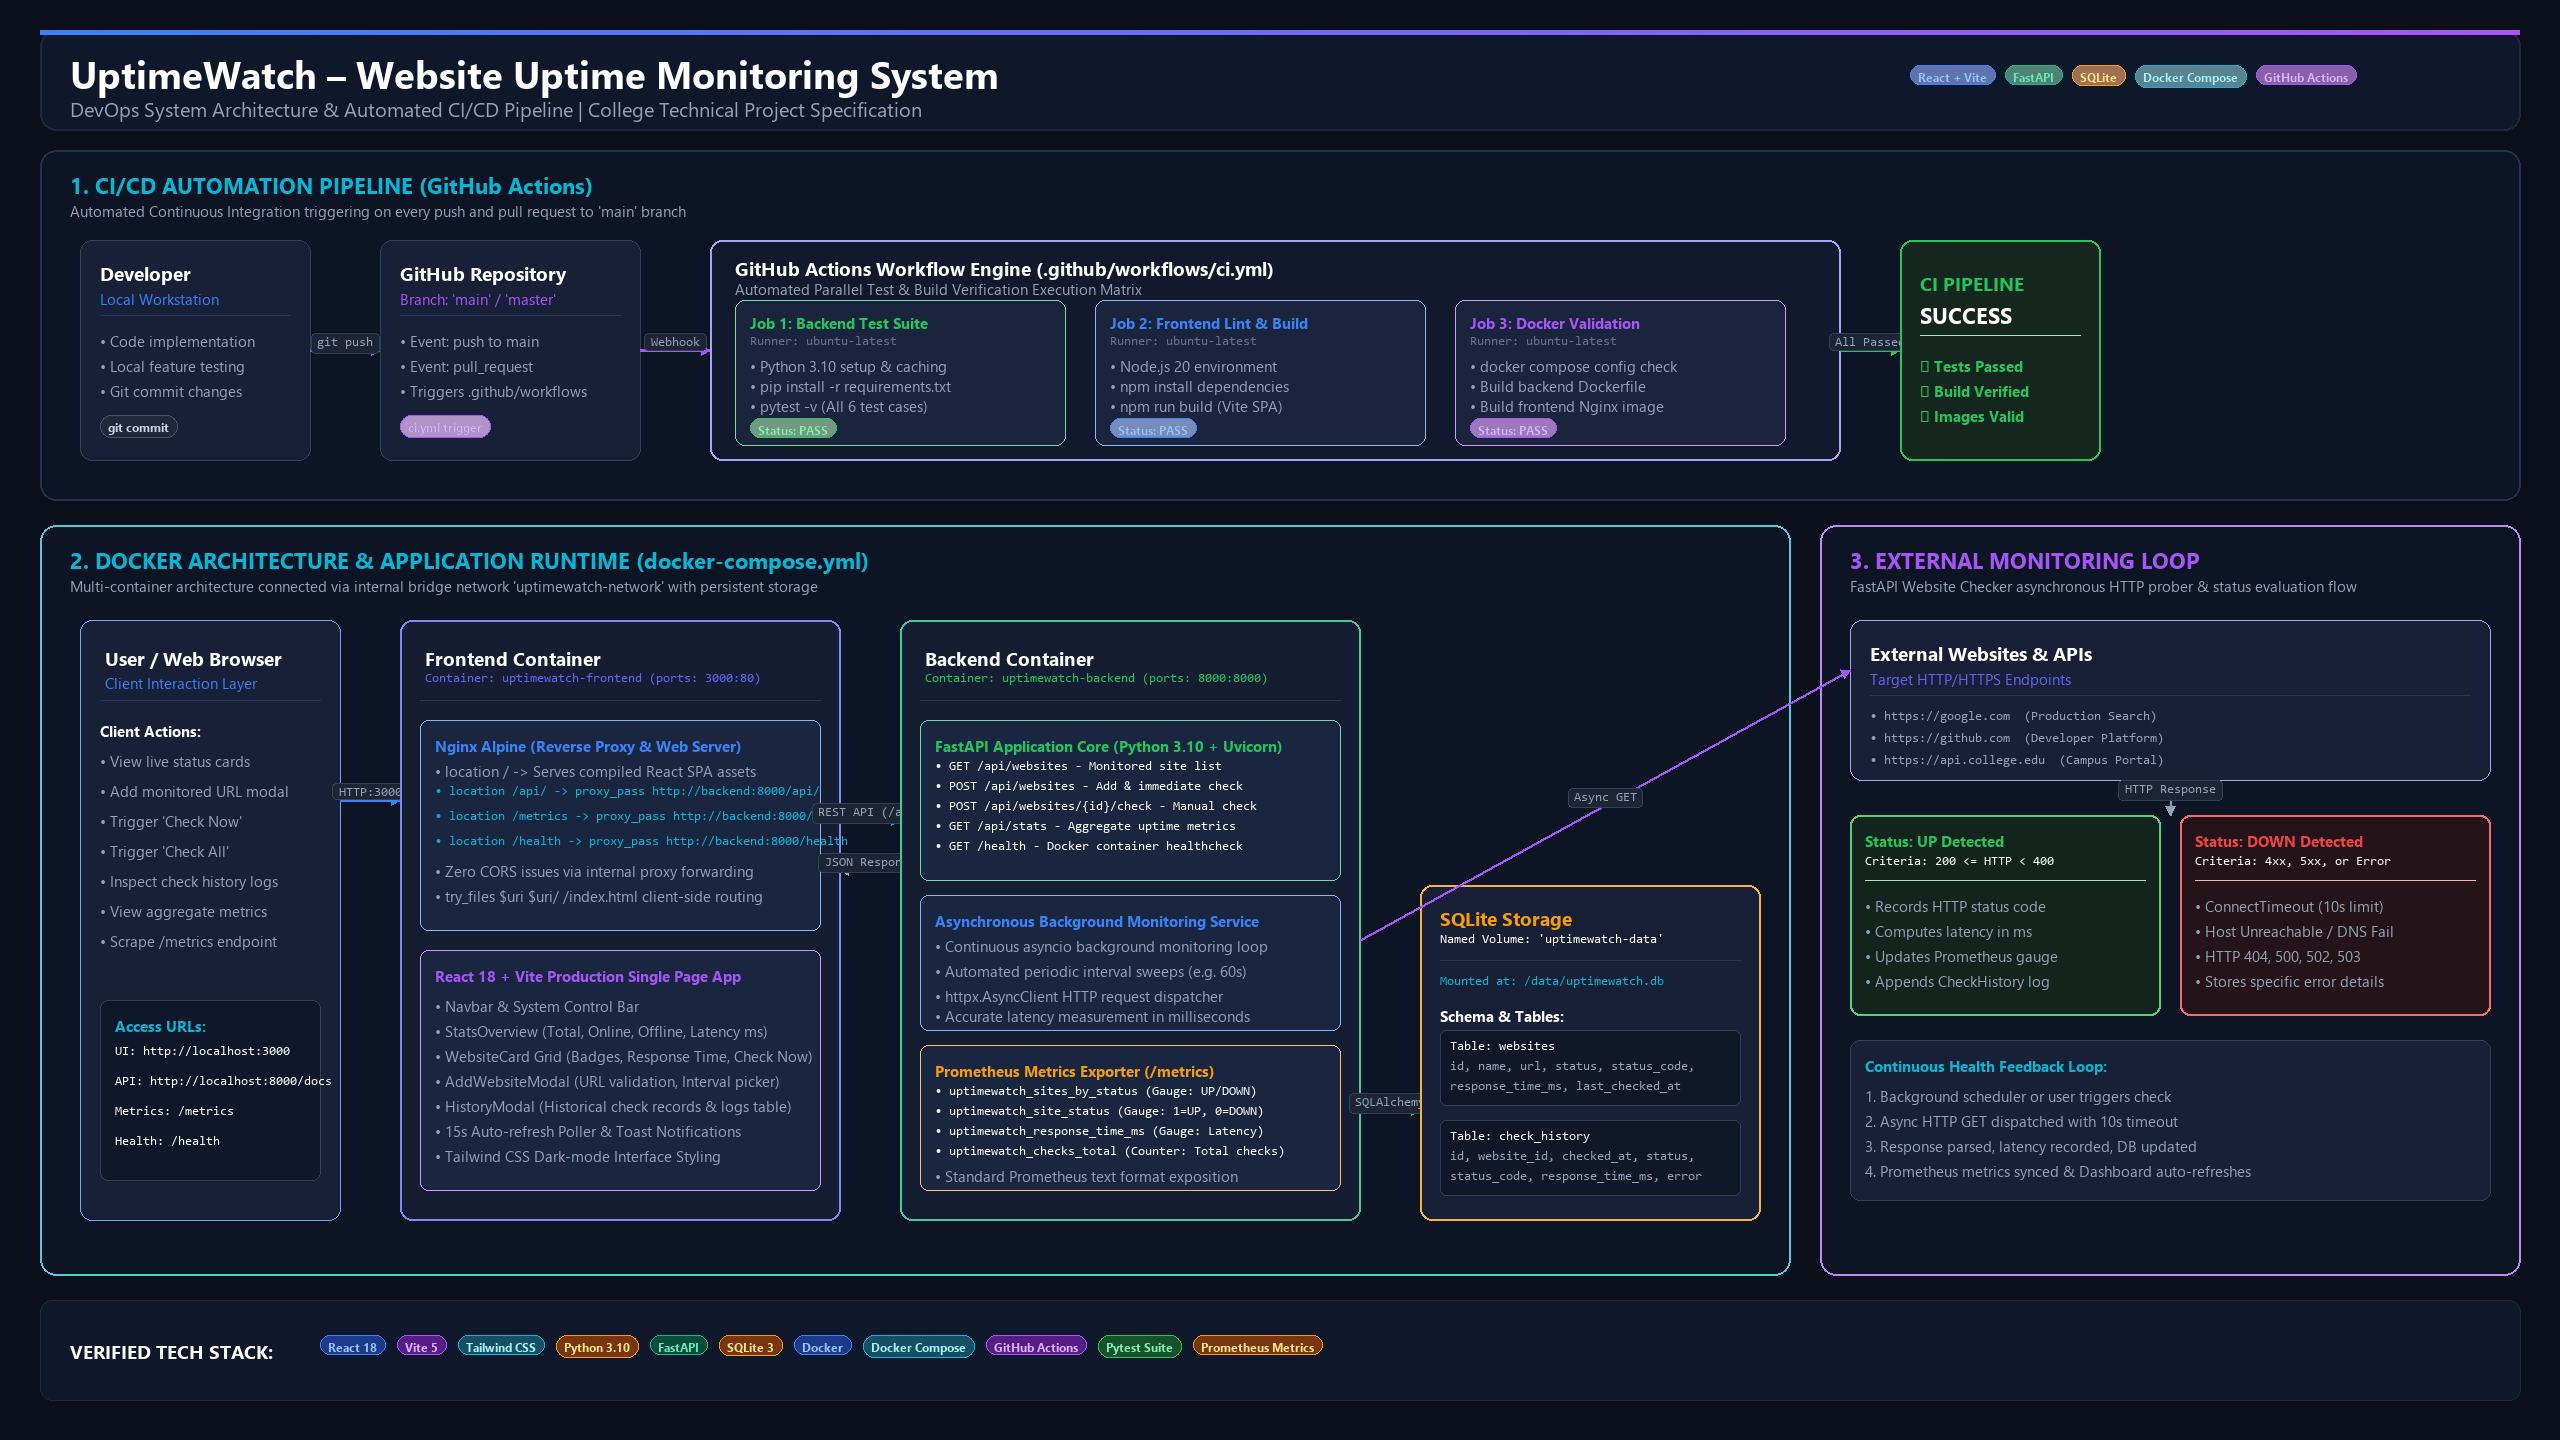 UptimeWatch – Website Uptime Monitoring System
DevOps System Architecture & Automated CI/CD Pipeline | College Technical Project Specification
React + Vite
FastAPI
SQLite
Docker Compose
GitHub Actions
1. CI/CD AUTOMATION PIPELINE (GitHub Actions)
Automated Continuous Integration triggering on every push and pull request to 'main' branch
Developer
Local Workstation
• Code implementation
• Local feature testing
• Git commit changes
git commit
git push
GitHub Repository
Branch: 'main' / 'master'
• Event: push to main
• Event: pull_request
• Triggers .github/workflows
ci.yml trigger
Webhook
GitHub Actions Workflow Engine (.github/workflows/ci.yml)
Automated Parallel Test & Build Verification Execution Matrix
Job 1: Backend Test Suite
Runner: ubuntu-latest
• Python 3.10 setup & caching
• pip install -r requirements.txt
• pytest -v (All 6 test cases)
Status: PASS
Job 2: Frontend Lint & Build
Runner: ubuntu-latest
• Node.js 20 environment
• npm install dependencies
• npm run build (Vite SPA)
Status: PASS
Job 3: Docker Validation
Runner: ubuntu-latest
• docker compose config check
• Build backend Dockerfile
• Build frontend Nginx image
Status: PASS
All Passed
CI PIPELINE
SUCCESS
Tests Passed
Build Verified
Images Valid
2. DOCKER ARCHITECTURE & APPLICATION RUNTIME (docker-compose.yml)
Multi-container architecture connected via internal bridge network 'uptimewatch-network' with persistent storage
User / Web Browser
Client Interaction Layer
Client Actions:
• View live status cards
• Add monitored URL modal
• Trigger 'Check Now'
• Trigger 'Check All'
• Inspect check history logs
• View aggregate metrics
• Scrape /metrics endpoint
Access URLs:
UI: http://localhost:3000
API: http://localhost:8000/docs
Metrics: /metrics
Health: /health
HTTP:3000
Frontend Container
Container: uptimewatch-frontend (ports: 3000:80)
Nginx Alpine (Reverse Proxy & Web Server)
• location / -> Serves compiled React SPA assets
• location /api/ -> proxy_pass http://backend:8000/api/
• location /metrics -> proxy_pass http://backend:8000/
• location /health -> proxy_pass http://backend:8000/health
• Zero CORS issues via internal proxy forwarding
• try_files $uri $uri/ /index.html client-side routing
React 18 + Vite Production Single Page App
• Navbar & System Control Bar
• StatsOverview (Total, Online, Offline, Latency ms)
• WebsiteCard Grid (Badges, Response Time, Check Now)
• AddWebsiteModal (URL validation, Interval picker)
• HistoryModal (Historical check records & logs table)
• 15s Auto-refresh Poller & Toast Notifications
• Tailwind CSS Dark-mode Interface Styling
REST API (/a
JSON Respon
Backend Container
Container: uptimewatch-backend (ports: 8000:8000)
FastAPI Application Core (Python 3.10 + Uvicorn)
• GET /api/websites - Monitored site list
• POST /api/websites - Add & immediate check
• POST /api/websites/{id}/check - Manual check
• GET /api/stats - Aggregate uptime metrics
• GET /health - Docker container healthcheck
Asynchronous Background Monitoring Service
• Continuous asyncio background monitoring loop
• Automated periodic interval sweeps (e.g. 60s)
• httpx.AsyncClient HTTP request dispatcher
• Accurate latency measurement in milliseconds
Prometheus Metrics Exporter (/metrics)
• uptimewatch_sites_by_status (Gauge: UP/DOWN)
• uptimewatch_site_status (Gauge: 1=UP, 0=DOWN)
• uptimewatch_response_time_ms (Gauge: Latency)
• uptimewatch_checks_total (Counter: Total checks)
• Standard Prometheus text format exposition
Async GET
SQLAlchemy
SQLite Storage
Named Volume: 'uptimewatch-data'
Mounted at: /data/uptimewatch.db
Schema & Tables:
Table: websites
id, name, url, status, status_code,
response_time_ms, last_checked_at
Table: check_history
id, website_id, checked_at, status,
status_code, response_time_ms, error
3. EXTERNAL MONITORING LOOP
FastAPI Website Checker asynchronous HTTP prober & status evaluation flow
External Websites & APIs
Target HTTP/HTTPS Endpoints
• https://google.com (Production Search)
• https://github.com (Developer Platform)
• https://api.college.edu (Campus Portal)
HTTP Response
Status: UP Detected
Criteria: 200 <= HTTP < 400
• Records HTTP status code
• Computes latency in ms
• Updates Prometheus gauge
• Appends CheckHistory log
Status: DOWN Detected
Criteria: 4xx, 5xx, or Error
• ConnectTimeout (10s limit)
• Host Unreachable / DNS Fail
• HTTP 404, 500, 502, 503
• Stores specific error details
Continuous Health Feedback Loop:
1. Background scheduler or user triggers check
2. Async HTTP GET dispatched with 10s timeout
3. Response parsed, latency recorded, DB updated
4. Prometheus metrics synced & Dashboard auto-refreshes
VERIFIED TECH STACK:
React 18
Vite 5
Tailwind CSS
Python 3.10
FastAPI
SQLite 3
Docker
Docker Compose
GitHub Actions
Pytest Suite
Prometheus Metrics